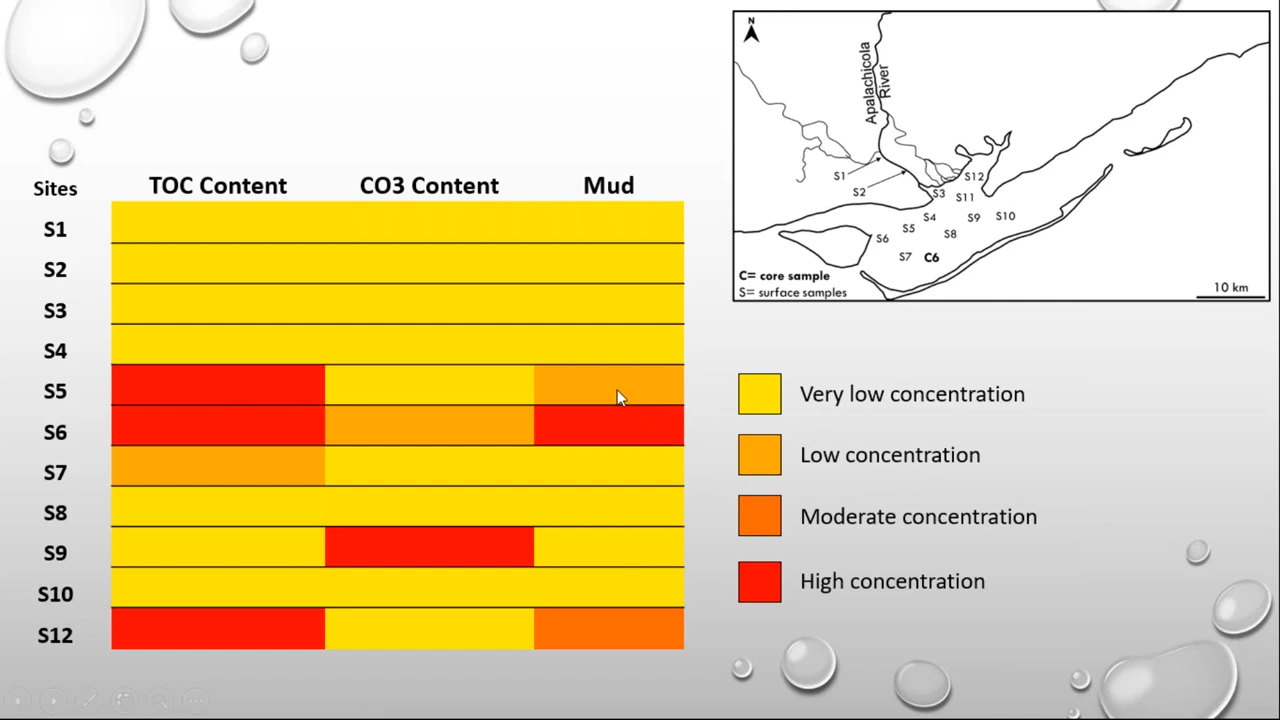 Sites TOC Content CO3 Content Mud
S1
S2
S3
S4
S5
S6
S7
S8
S9
S10
S12
N
Apalachicola
River
S1
S2
S12
S3
S11
S4
S9
S10
S5
S8
S6
S7
C6
C= core sample
S= surface samples
10 km
Very low concentration
Low concentration
Moderate concentration
High concentration